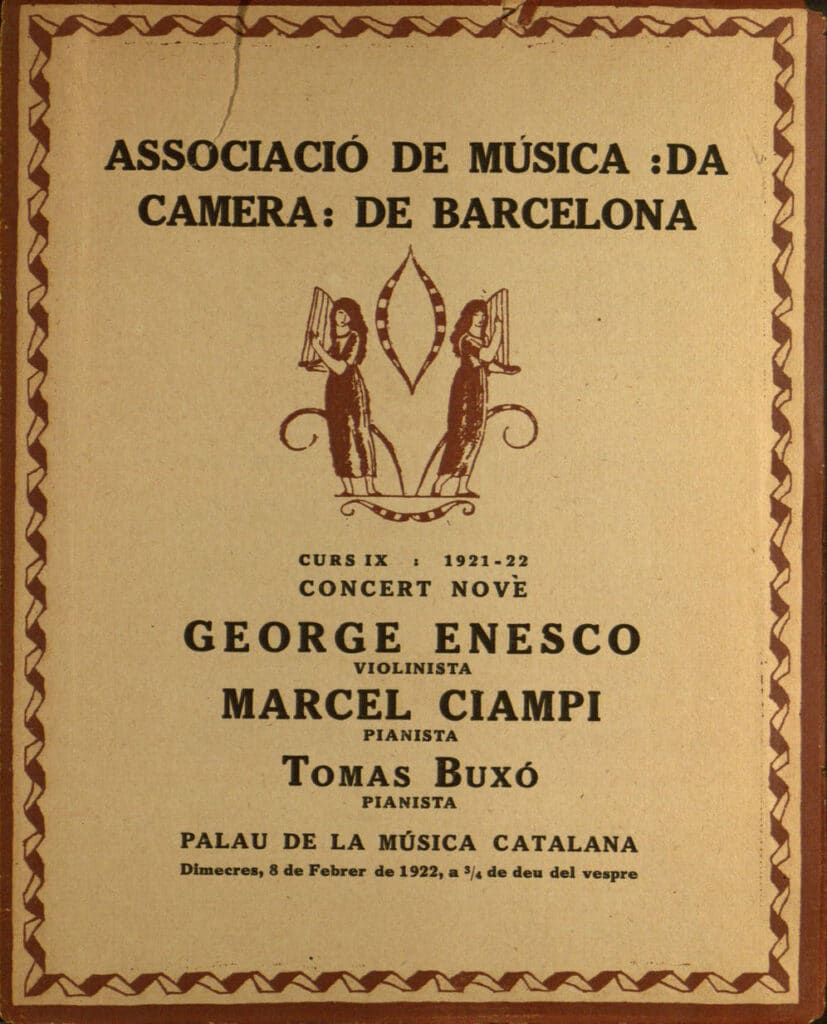 ASSOCIACIÓ DE MÚSICA :DA
CAMERA: DE BARCELONA
CURS IX : 1921-22
CONCERT NOVÈ
GEORGE ENESCO
VIOLINISTA
MARCEL CIAMPI
PIANISTA
TOMAS BUXÓ
PIANISTA
PALAU DE LA MÚSICA CATALANA
Dimecres, 8 de Febrer de 1922, a ¾ de deu del vespre